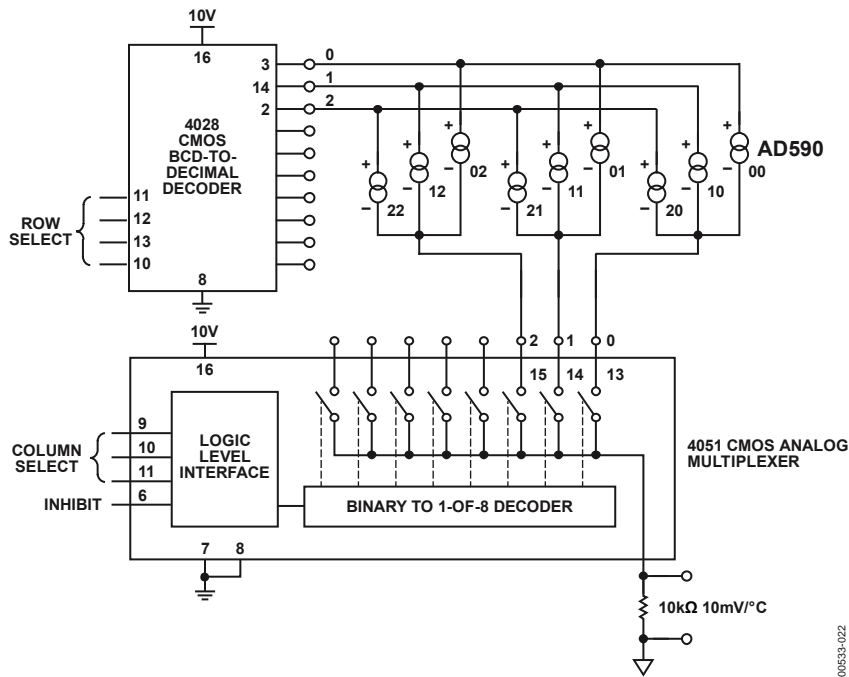 10V
16
4028
CMOS
BCD-TO-
DECIMAL
DECODER
3
14
2
0
1
2
ROW
SELECT
11
12
13
10
8
+
−
22
+
−
12
+
−
02
+
−
21
+
−
11
+
−
01
+
−
20
+
−
10
+
−
00
AD590
10V
16
2
1
0
15
14
13
COLUMN
SELECT
9
10
11
INHIBIT
6
LOGIC
LEVEL
INTERFACE
BINARY TO 1-OF-8 DECODER
4051 CMOS ANALOG
MULTIPLEXER
7
8
10kΩ 10mV/°C
00533-022